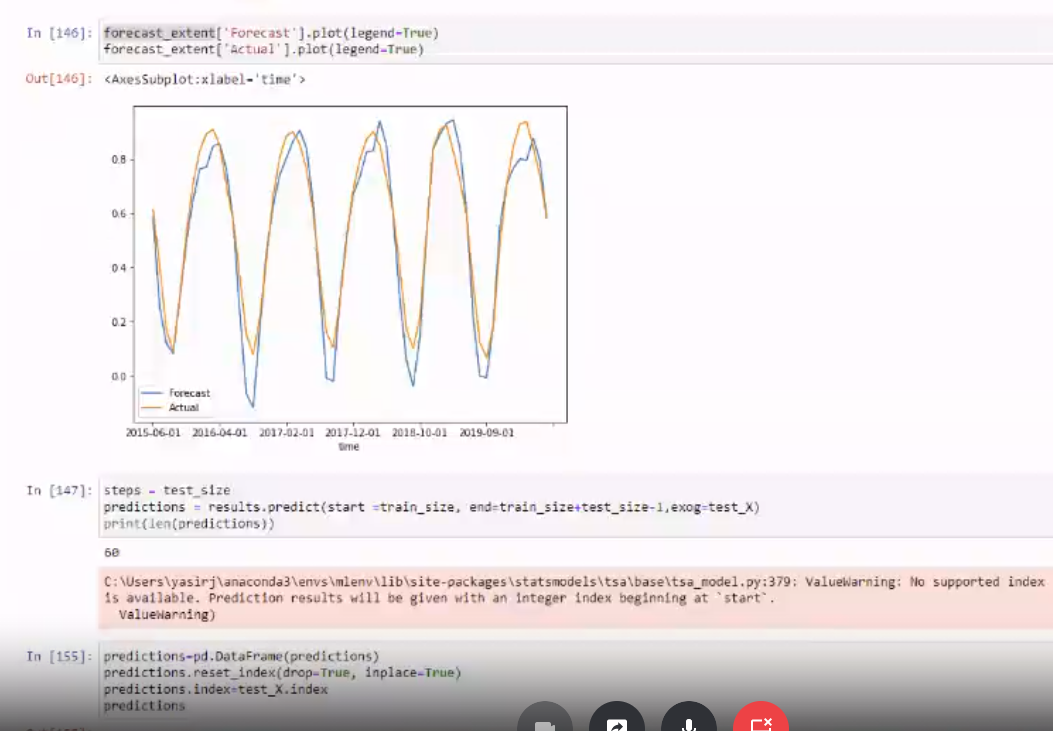 In [146]: forecast_extent['Forecast'].plot(legend=True)
forecast_extent['Actual'].plot(legend=True)
Out[146]: <AxesSubplot:xlabel='time'>
0.8
0.6
0.4
0.2
0.0
Forecast
Actual
2015-06-01 2016-04-01 2017-02-01 2017-12-01 2018-10-01 2019-09-01
time
In [147]: steps = test_size
predictions = results.predict(start =train_size, end=train_size+test_size-1,exog=test_X)
print(len(predictions))
60
C:\Users\yasirj\anaconda3\envs\mlenv\lib\site-packages\statsmodels\tsa\base\tsa_model.py:379: ValueWarning: No supported index
is available. Prediction results will be given with an integer index beginning at `start`.
ValueWarning)
In [155]: predictions=pd.DataFrame(predictions)
predictions.reset_index(drop=True, inplace=True)
predictions.index=test_X.index
predictions